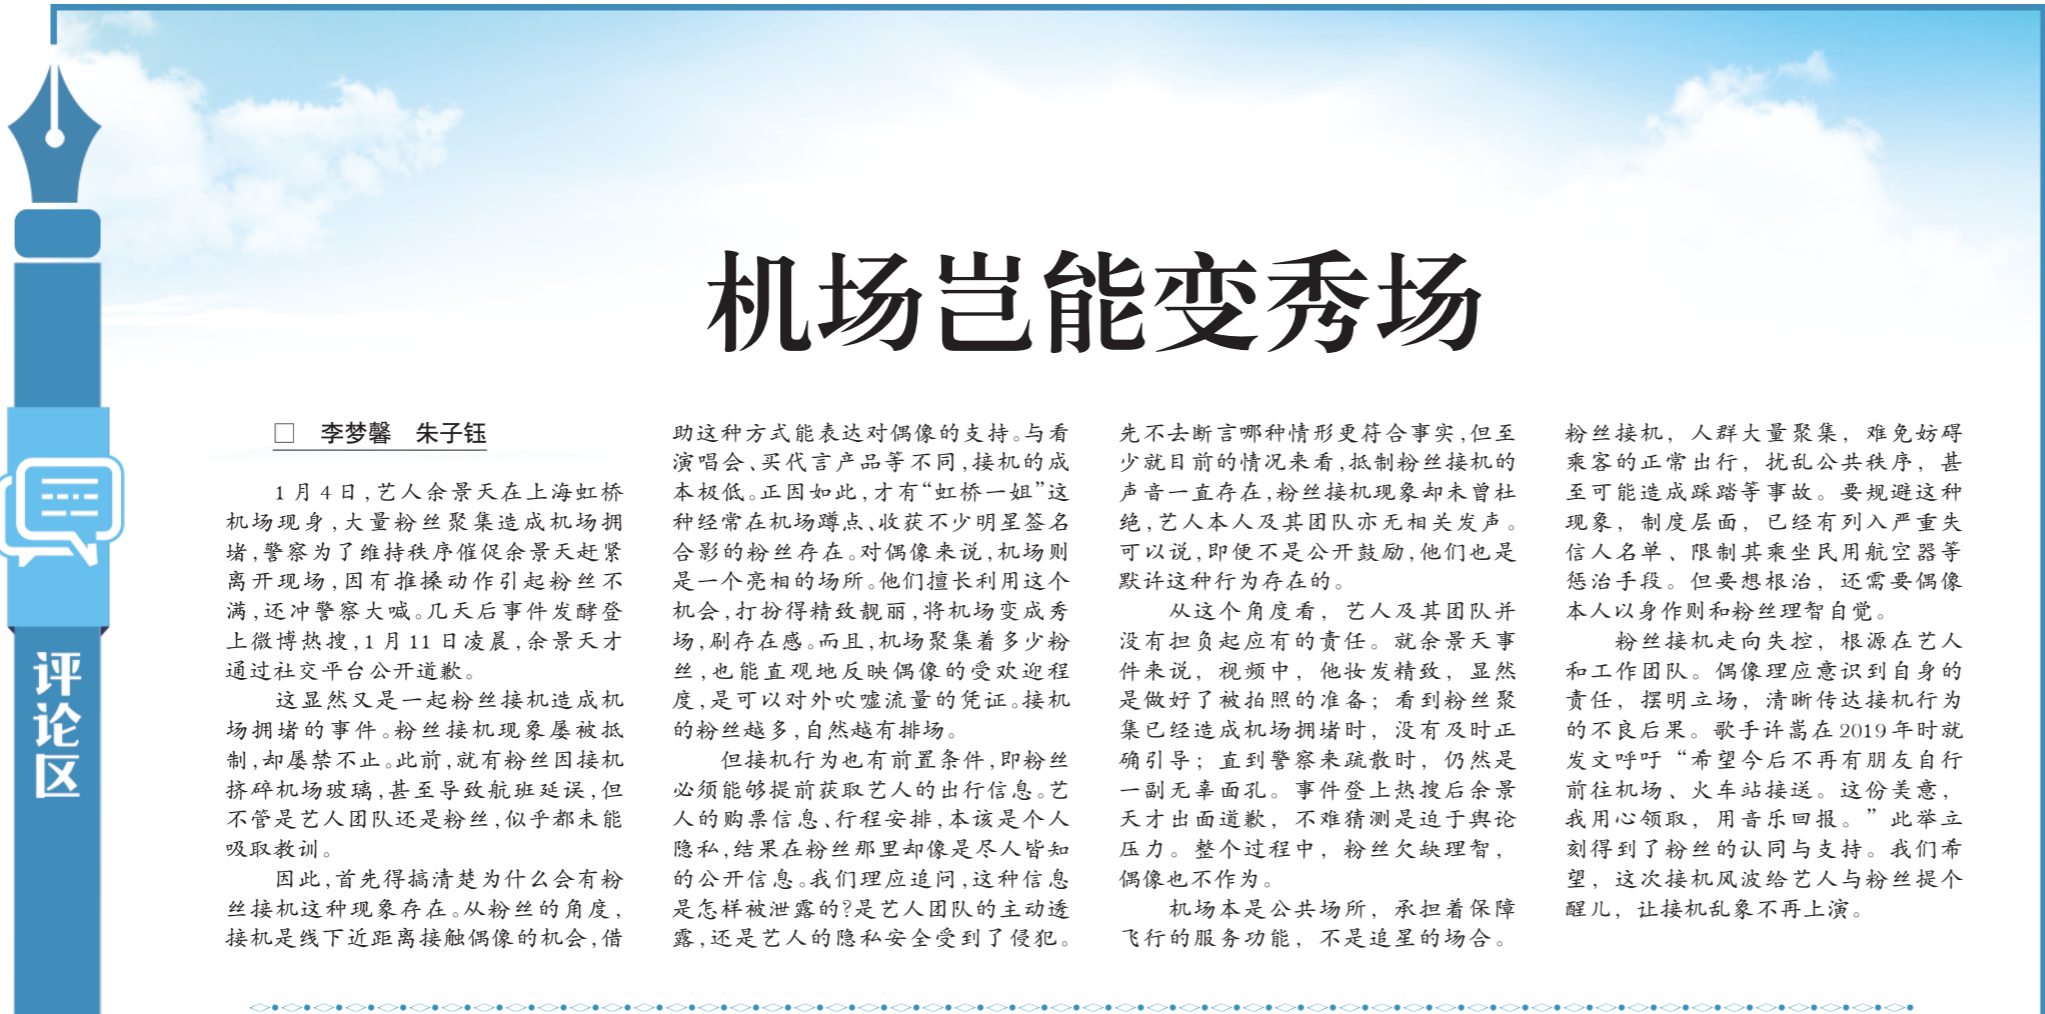 机场岂能变秀场
评论区
□ 李梦馨 朱子钰
1月4日,艺人余景天在上海虹桥
机场现身,大量粉丝聚集造成机场拥
堵,警察为了维持秩序催促余景天赶紧
离开现场,因有推搡动作引起粉丝不
满,还冲警察大喊。几天后事件发酵登
上微博热搜,1月11日凌晨,余景天才
通过社交平台公开道歉。
这显然又是一起粉丝接机造成机
场拥堵的事件。粉丝接机现象屡被抵
制,却屡禁不止。此前,就有粉丝因接机
挤碎机场玻璃,甚至导致航班延误,但
不管是艺人团队还是粉丝,似乎都未能
吸取教训。
因此,首先得搞清楚为什么会有粉
丝接机这种现象存在。从粉丝的角度,
接机是线下近距离接触偶像的机会,借
助这种方式能表达对偶像的支持。与看
演唱会、买代言产品等不同,接机的成
本极低。正因如此,才有“虹桥一姐”这
种经常在机场蹲点、收获不少明星签名
合影的粉丝存在。对偶像来说,机场则
是一个亮相的场所。他们擅长利用这个
机会,打扮得精致靓丽,将机场变成秀
场,刷存在感。而且,机场聚集着多少粉
丝,也能直观地反映偶像的受欢迎程
度,是可以对外吹嘘流量的凭证。接机
的粉丝越多,自然越有排场。
但接机行为也有前置条件,即粉丝
必须能够提前获取艺人的出行信息。艺
人的购票信息、行程安排,本该是个人
隐私,结果在粉丝那里却像是尽人皆知
的公开信息。我们理应追问,这种信息
是怎样被泄露的?是艺人团队的主动透
露,还是艺人的隐私安全受到了侵犯。
先不去断言哪种情形更符合事实,但至
少就目前的情况来看,抵制粉丝接机的
声音一直存在,粉丝接机现象却未曾杜
绝,艺人本人及其团队亦无相关发声。
可以说,即便不是公开鼓励,他们也是
默许这种行为存在的。
从这个角度看，艺人及其团队并
没有担负起应有的责任。就余景天事
件来说，视频中，他妆发精致，显然
是做好了被拍照的准备；看到粉丝聚
集已经造成机场拥堵时，没有及时正
确引导；直到警察来疏散时，仍然是
一副无辜面孔。事件登上热搜后余景
天才出面道歉，不难猜测是迫于舆论
压力。整个过程中，粉丝欠缺理智，
偶像也不作为。
机场本是公共场所，承担着保障
飞行的服务功能，不是追星的场合。
粉丝接机，人群大量聚集，难免妨碍
乘客的正常出行，扰乱公共秩序，甚
至可能造成踩踏等事故。要规避这种
现象，制度层面，已经有列入严重失
信人名单、限制其乘坐民用航空器等
惩治手段。但要想根治，还需要偶像
本人以身作则和粉丝理智自觉。
粉丝接机走向失控，根源在艺人
和工作团队。偶像理应意识到自身的
责任，摆明立场，清晰传达接机行为
的不良后果。歌手许嵩在2019年时就
发文呼吁“希望今后不再有朋友自行
前往机场、火车站接送。这份美意，
我用心领取，用音乐回报。”此举立
刻得到了粉丝的认同与支持。我们希
望，这次接机风波给艺人与粉丝提个
醒儿，让接机乱象不再上演。